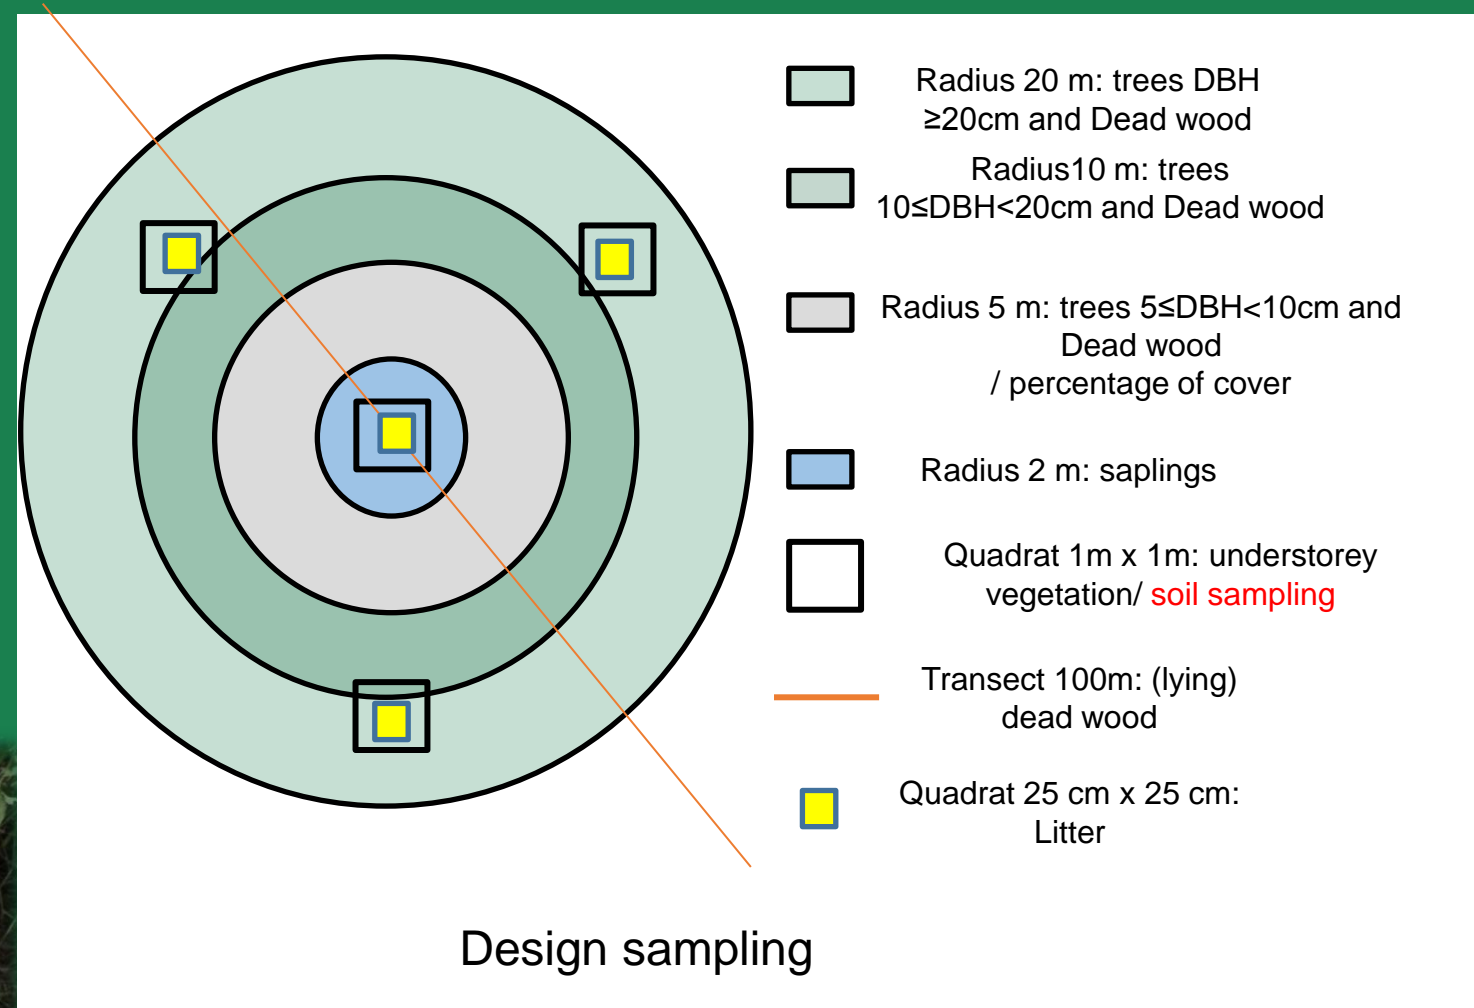 Radius 20 m: trees DBH
≥20cm and Dead wood
Radius10 m: trees
10≤DBH<20cm and Dead wood
Radius 5 m: trees 5≤DBH<10cm and
Dead wood
/ percentage of cover
Radius 2 m: saplings
Quadrat 1m x 1m: understorey
vegetation/ soil sampling
Transect 100m: (lying)
dead wood
Quadrat 25 cm x 25 cm:
Litter
Design sampling